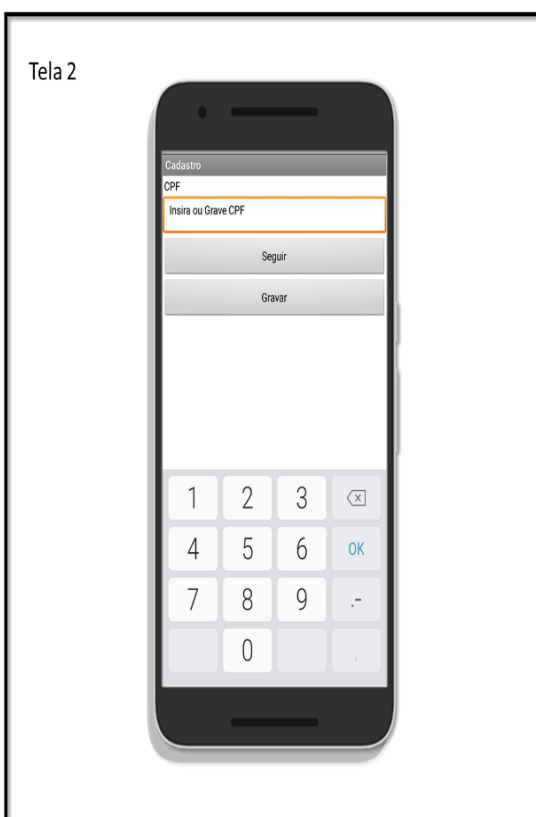 Tela 2
Cadastro
CPF
Insira ou Grave CPF
Seguir
Gravar
1 2 3
4 5 6 OK
7 8 9 .-
0 ,